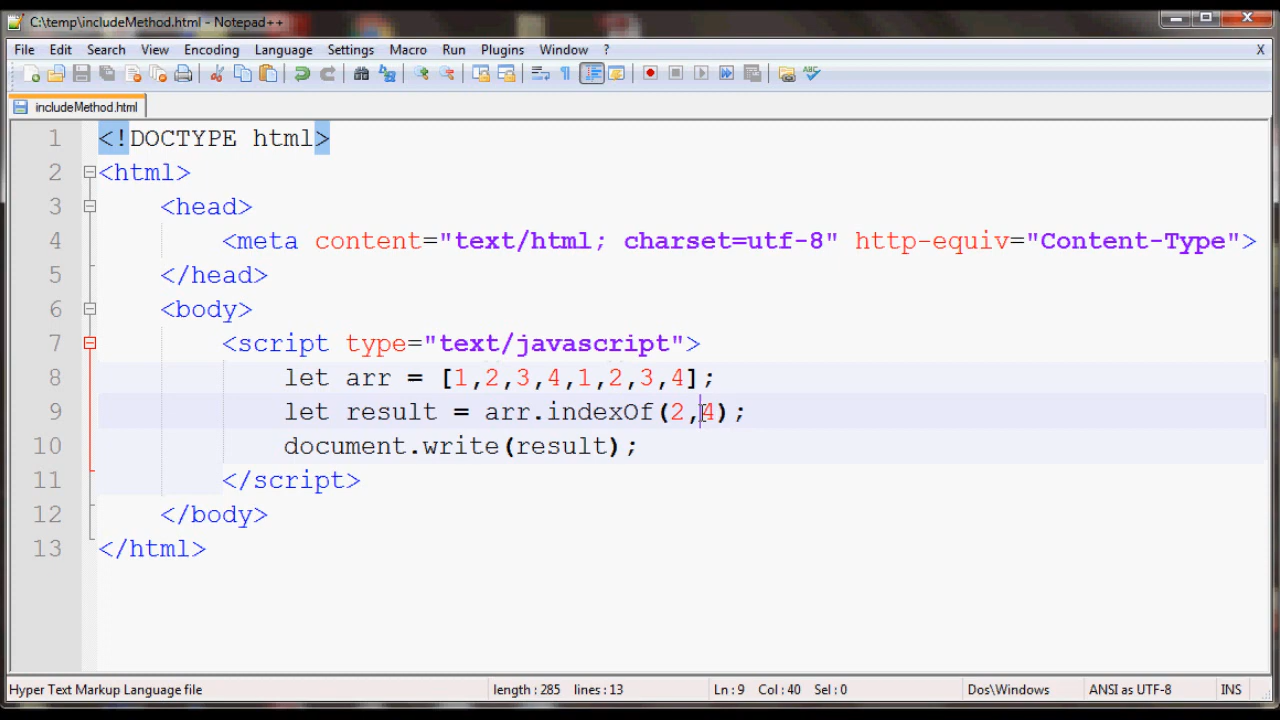 C:\temp\includeMethod.html - Notepad++
File Edit Search View Encoding Language Settings Macro Run Plugins Window ? X
includeMethod.html
1 <!DOCTYPE html>
2 <html>
3 <head>
4 <meta content="text/html; charset=utf-8" http-equiv="Content-Type">
5 </head>
6 <body>
7 <script type="text/javascript">
8 let arr = [1,2,3,4,1,2,3,4];
9 let result = arr.indexOf(2,4);
10 document.write(result);
11 </script>
12 </body>
13 </html>
Hyper Text Markup Language file length : 285 lines : 13 Ln : 9 Col : 40 Sel : 0 Dos\Windows ANSI as UTF-8 INS